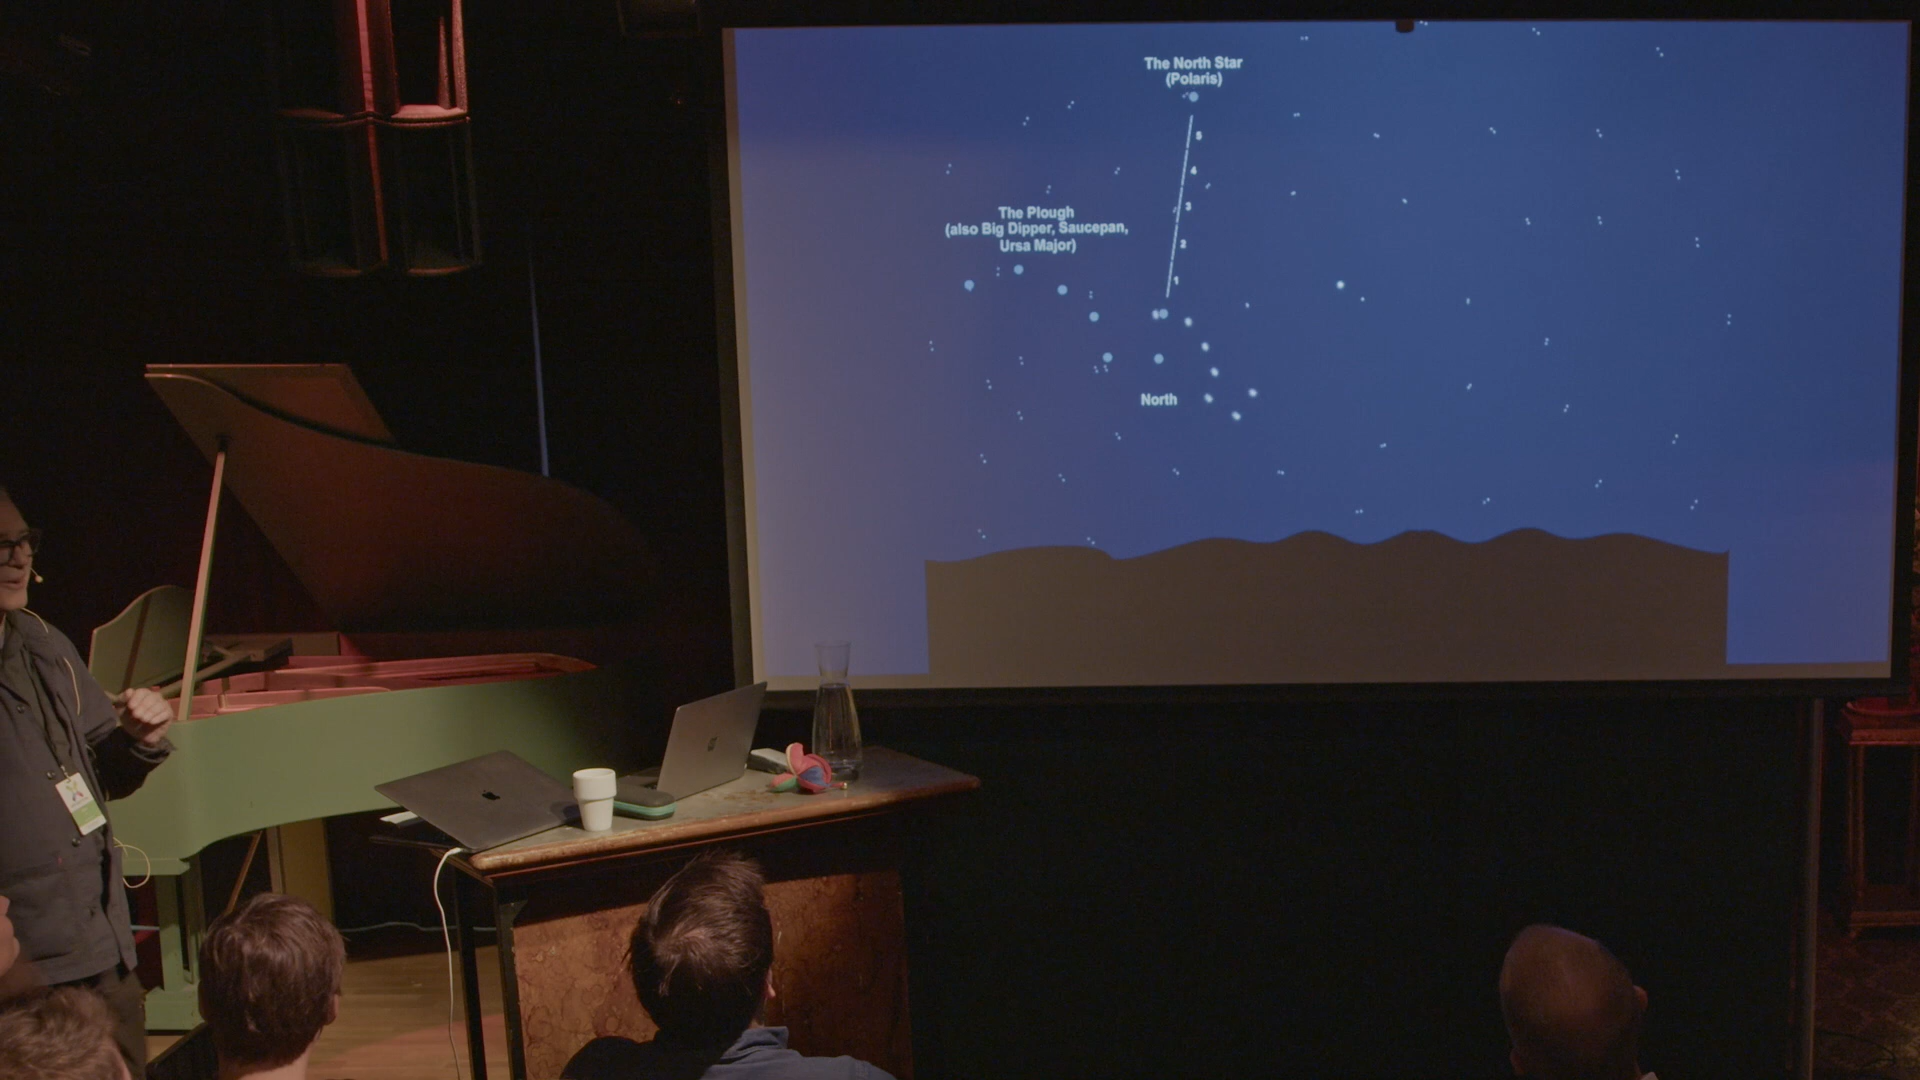 The North Star
(Polaris)
5
4
3
2
1
The Plough
(also Big Dipper, Saucepan,
Ursa Major)
North